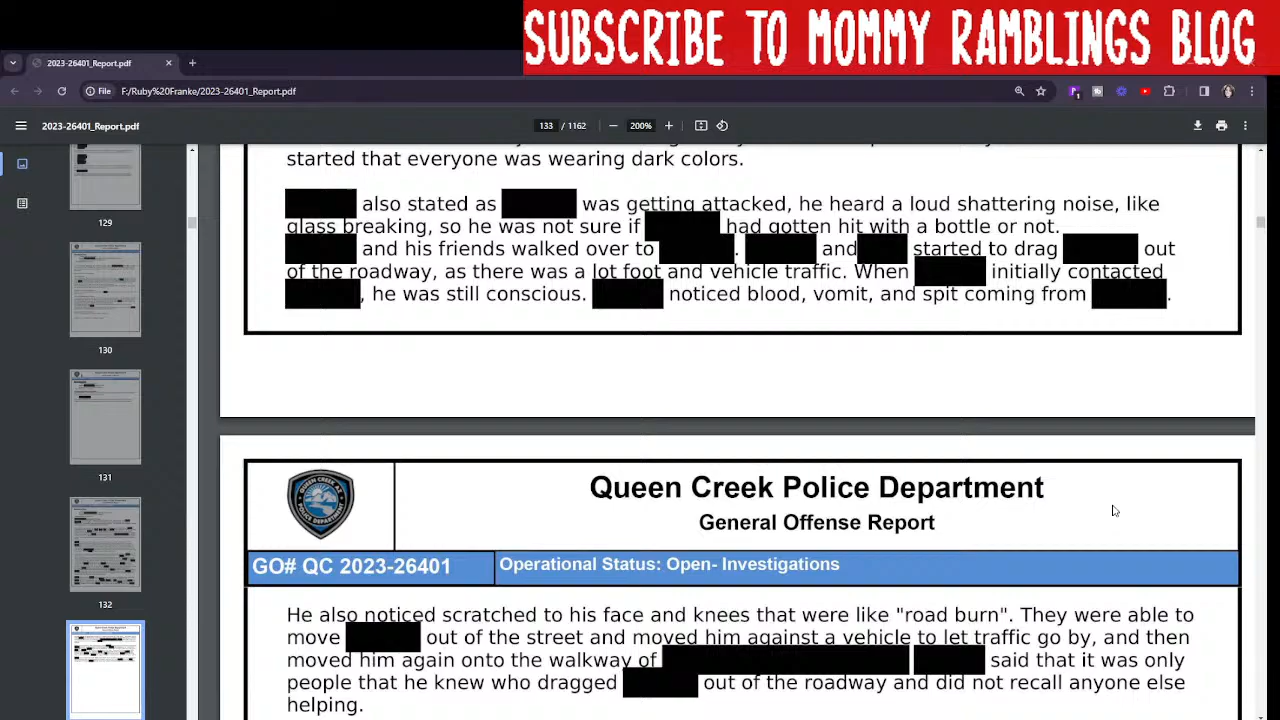 SUBSCRIBE TO MOMMY RAMBLINGS BLOG
2023-26401_Report.pdf
File F:/Ruby%20Franke/2023-26401_Report.pdf
2023-26401_Report.pdf 133 / 1162 200%
started that everyone was wearing dark colors.
also stated as was getting attacked, he heard a loud shattering noise, like
glass breaking, so he was not sure if had gotten hit with a bottle or not.
and his friends walked over to . and started to drag out
of the roadway, as there was a lot foot and vehicle traffic. When initially contacted
, he was still conscious. noticed blood, vomit, and spit coming from .
129
130
131
132
QUEEN CREEK AZ
POLICE DEPARTMENT
Queen Creek Police Department
General Offense Report
GO# QC 2023-26401
Operational Status: Open- Investigations
He also noticed scratched to his face and knees that were like "road burn". They were able to
move out of the street and moved him against a vehicle to let traffic go by, and then
moved him again onto the walkway of said that it was only
people that he knew who dragged out of the roadway and did not recall anyone else
helping.